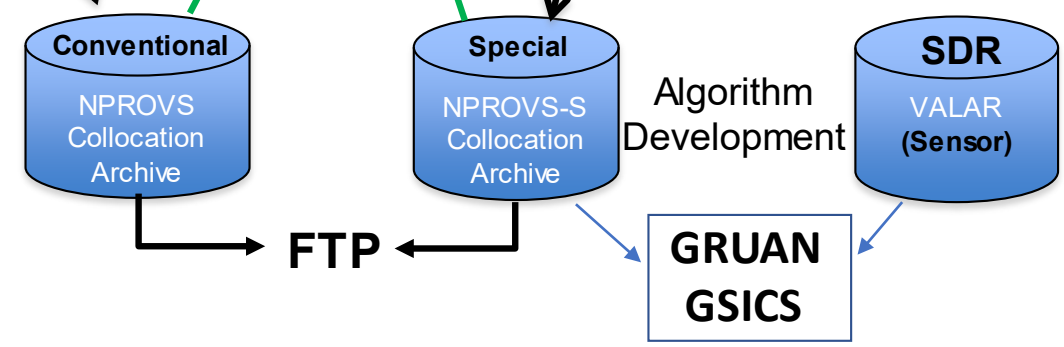 Conventional
NPROVS
Collocation
Archive
Special
NPROVS-S
Collocation
Archive
Algorithm
Development
SDR
VALAR
(Sensor)
FTP
GRUAN
GSICS